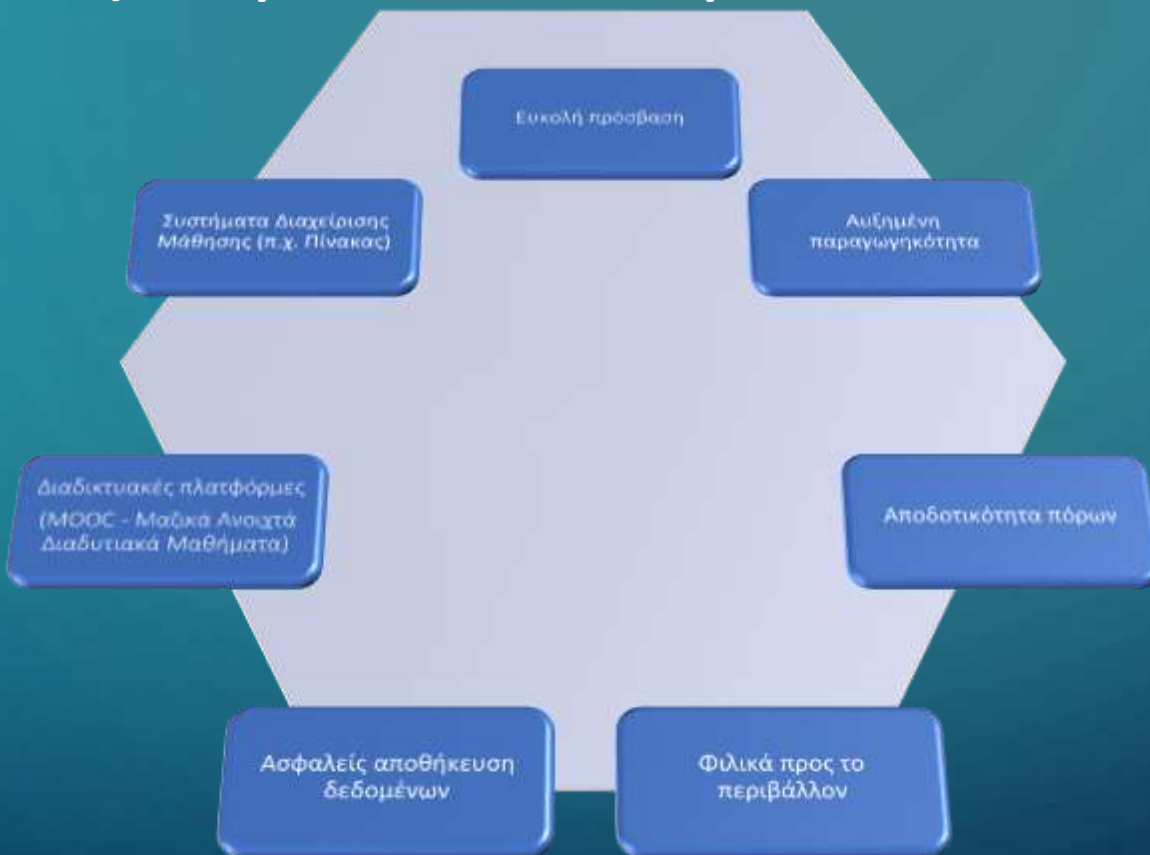 Ευκολή πρόσβαση
Αυξημένη
παραγωγηκότητα
Αποδοτικότητα πόρων
Φιλικά προς το
περιβάλλον
Ασφαλείς αποθήκευση
δεδομένων
Διαδικτυακές πλατφόρμες
(MOOC - Μαζικά Ανοιχτά
Διαδυτιακά Μαθήματα)
Συστήματα Διαχείρισης
Μάθησης (π.χ. Πίνακας)